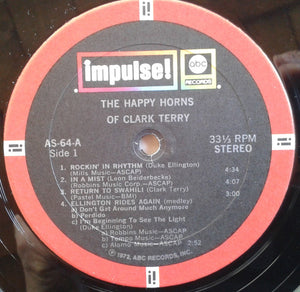 impulse!
abc
RECORDS
THE HAPPY HORNS
OF CLARK TERRY
AS-64-A
Side 1
33⅓ RPM
STEREO
1. ROCKIN' IN RHYTHM (Duke Ellington)
(Mills Music—ASCAP) 4:34
2. IN A MIST (Leon Beiderbecke)
(Robbins Music Corp.—ASCAP) 4:07
3. RETURN TO SWAHILI (Clark Terry)
(Pastel Music—BMI) 3:00
4. ELLINGTON RIDES AGAIN (medley)
a) Don't Get Around Much Anymore
b) Perdido
c) I'm Beginning To See The Light
(Duke Ellington)
a) Robbins Music—ASCAP
b) Tempo Music—ASCAP
c) Alamo Music—ASCAP 2:52
℗ 1972, ABC RECORDS, INC.